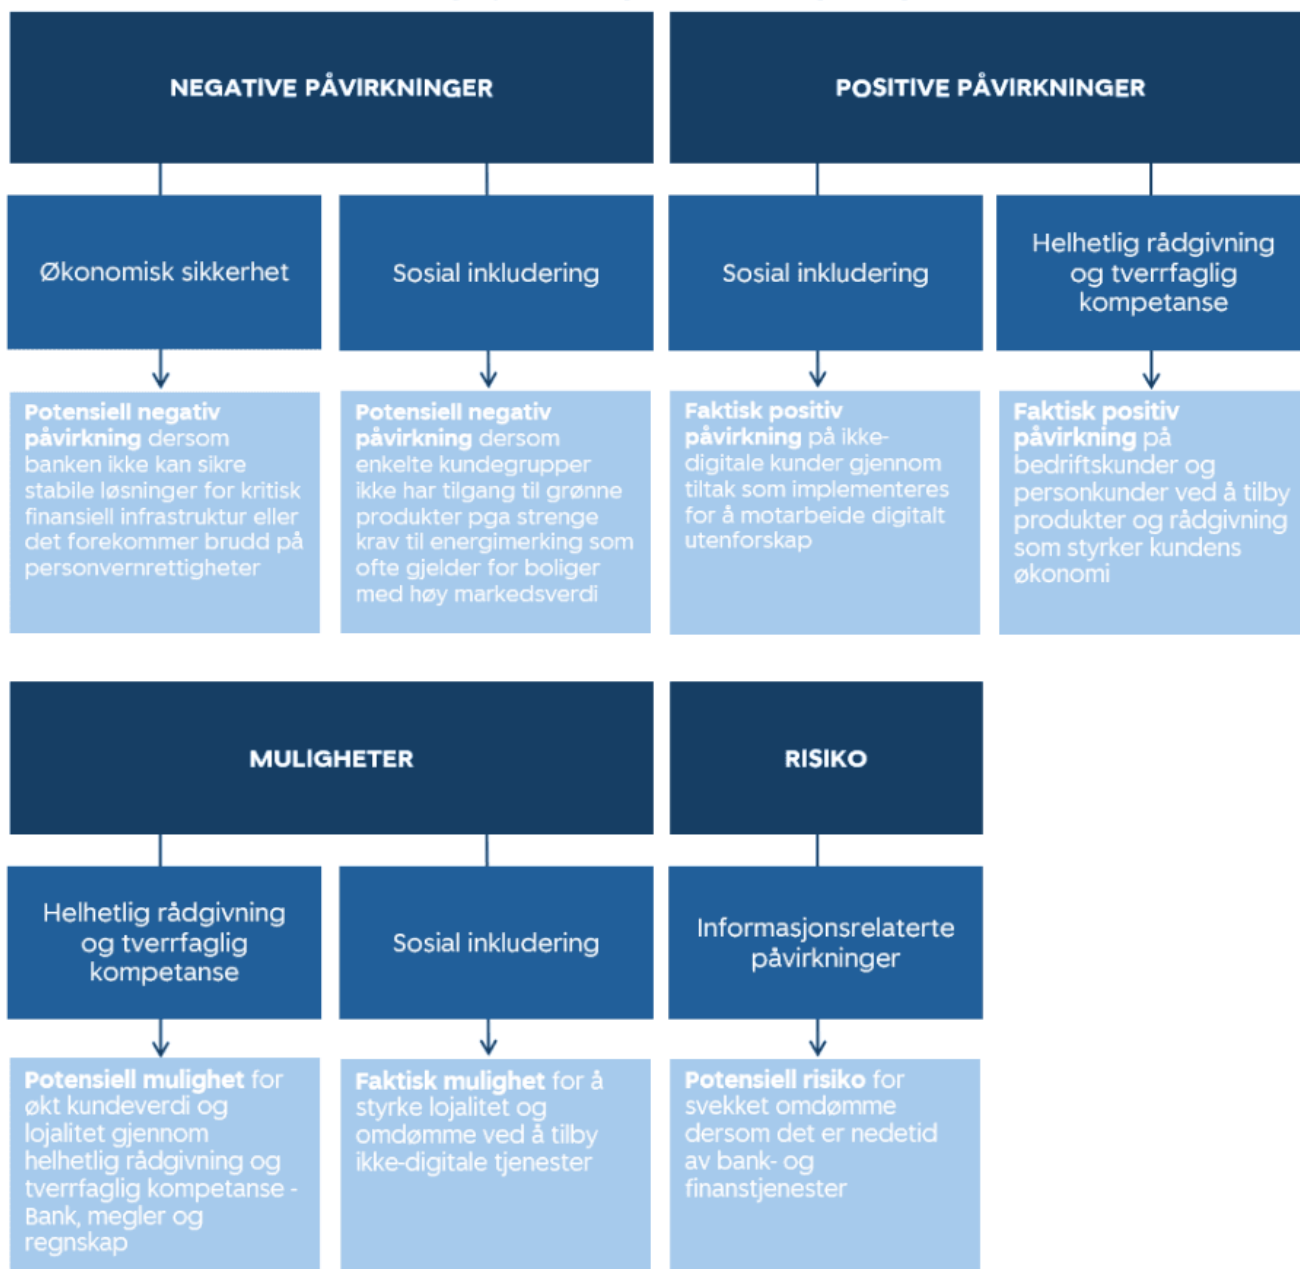 NEGATIVE PÅVIRKNINGER
POSITIVE PÅVIRKNINGER
Økonomisk sikkerhet
Sosial inkludering
Sosial inkludering
Helhetlig rådgivning
og tverrfaglig
kompetanse
Potensiell negativ
påvirkning dersom
banken ikke kan sikre
stabile løsninger for kritisk
finansiell infrastruktur eller
det forekommer brudd på
personvernrettigheter
Potensiell negativ
påvirkning dersom
enkelte kundegrupper
ikke har tilgang til grønne
produkter pga strenge
krav til energimerking som
ofte gjelder for boliger
med høy markedsverdi
Faktisk positiv
påvirkning på ikke-
digitale kunder gjennom
tiltak som implementeres
for å motarbeide digitalt
utenforskap
Faktisk positiv
påvirkning på
bedriftskunder og
personkunder ved å tilby
produkter og rådgivning
som styrker kundens
økonomi
MULIGHETER
RISIKO
Helhetlig rådgivning
og tverrfaglig
kompetanse
Sosial inkludering
Informasjonsrelaterte
påvirkninger
Potensiell mulighet for
økt kundeverdi og
lojalitet gjennom
helhetlig rådgivning og
tverrfaglig kompetanse -
Bank, megler og
regnskap
Faktisk mulighet for å
styrke lojalitet og
omdømme ved å tilby
ikke-digitale tjenester
Potensiell risiko for
svekket omdømme
dersom det er nedetid
av bank- og
finanstjenester